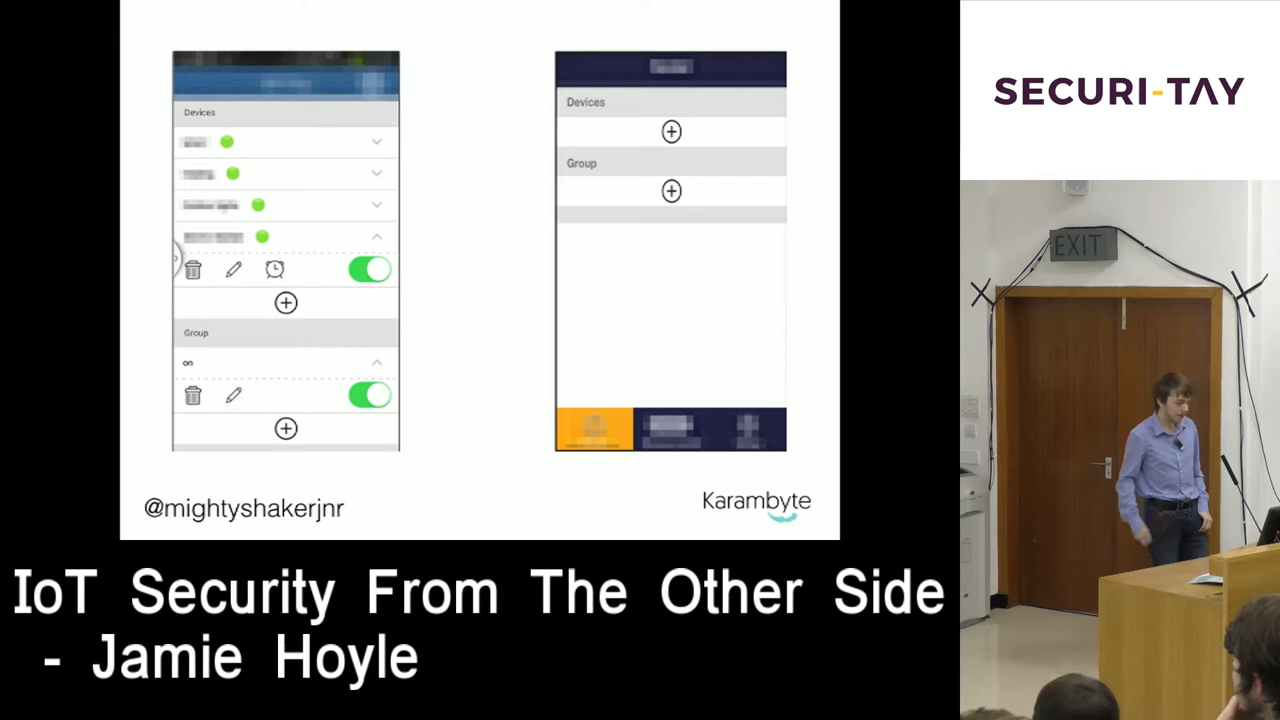 SECURI-TAY
EXIT
Devices
Group
on
Devices
Group
@mightyshakerjnr
Karambyte
IoT Security From The Other Side
- Jamie Hoyle